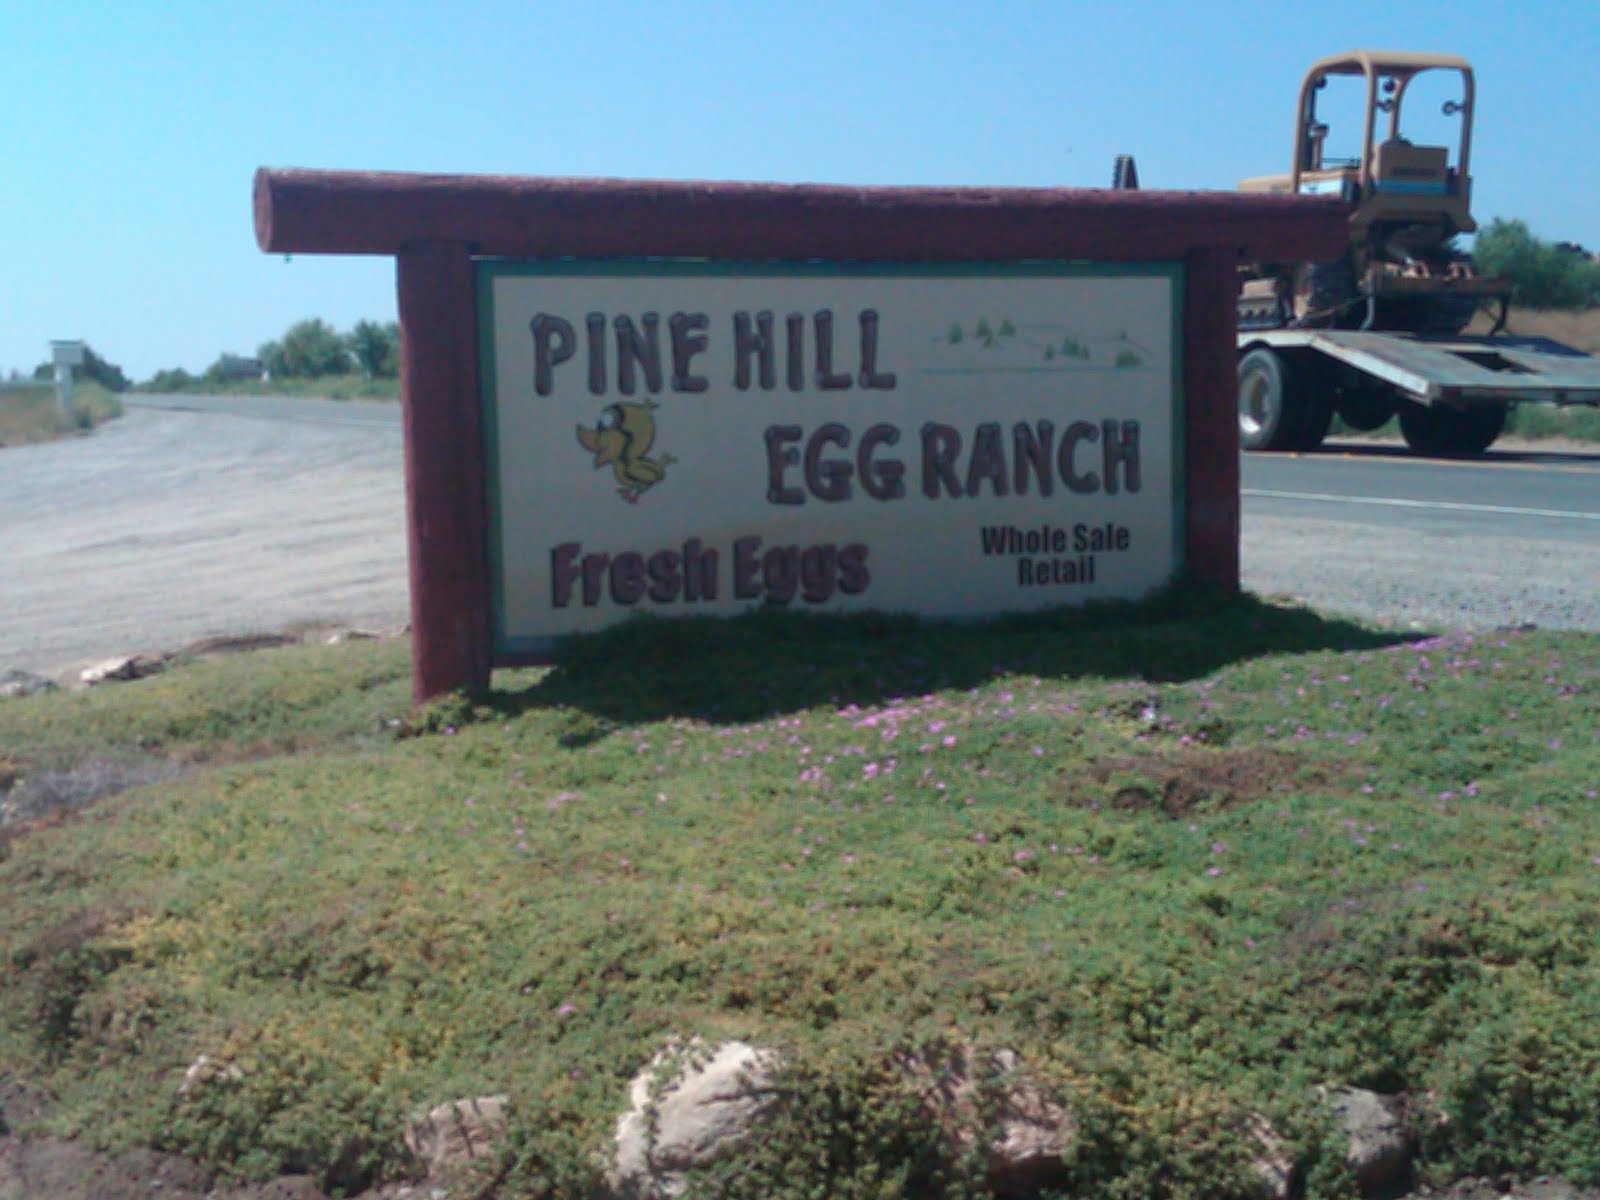 PINE HILL
EGG RANCH
Fresh Eggs
Whole Sale
Retail